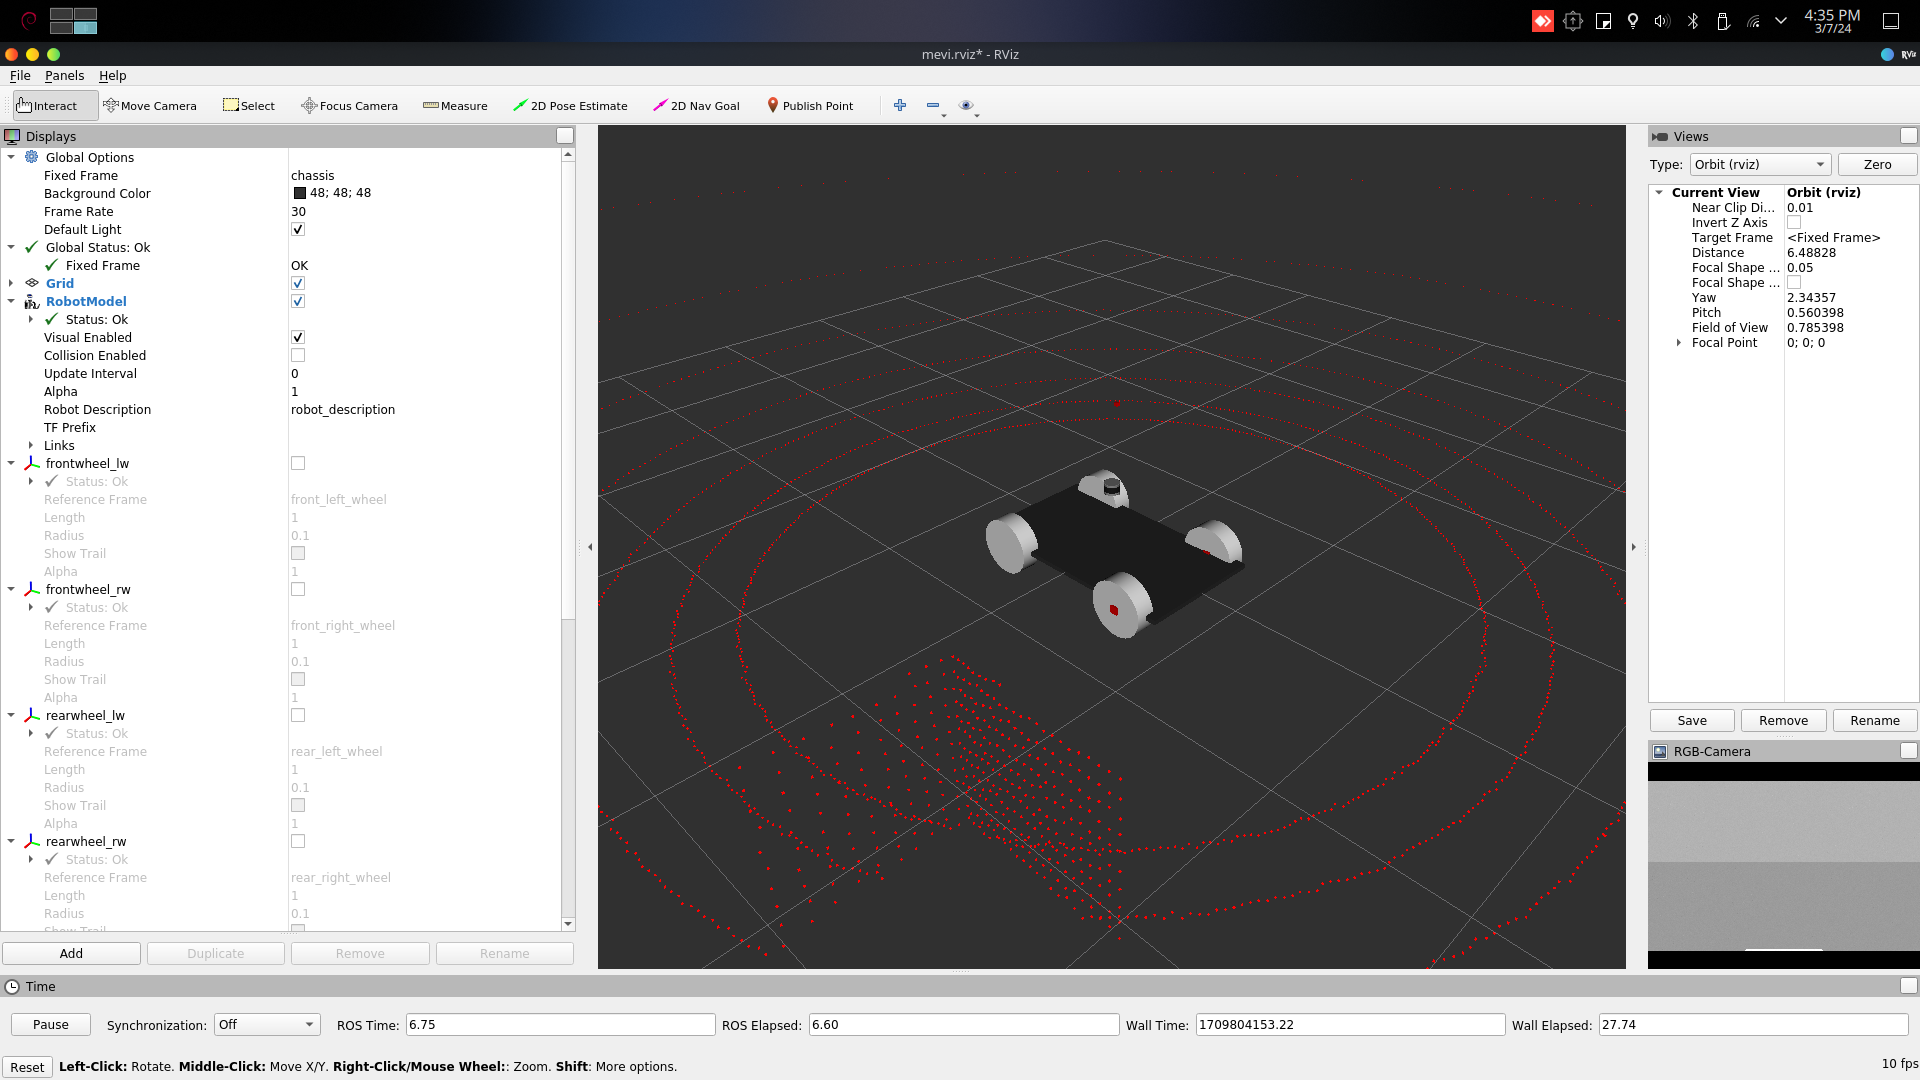 4:35 PM
3/7/24
mevi.rviz* - RViz
RViz
File Panels Help
Interact Move Camera Select Focus Camera Measure 2D Pose Estimate 2D Nav Goal Publish Point
Displays
Global Options
Fixed Frame chassis
Background Color 48; 48; 48
Frame Rate 30
Default Light
Global Status: Ok
Fixed Frame OK
Grid
RobotModel
Status: Ok
Visual Enabled
Collision Enabled
Update Interval 0
Alpha 1
Robot Description robot_description
TF Prefix
Links
frontwheel_lw
Status: Ok
Reference Frame front_left_wheel
Length 1
Radius 0.1
Show Trail
Alpha 1
frontwheel_rw
Status: Ok
Reference Frame front_right_wheel
Length 1
Radius 0.1
Show Trail
Alpha 1
rearwheel_lw
Status: Ok
Reference Frame rear_left_wheel
Length 1
Radius 0.1
Show Trail
Alpha 1
rearwheel_rw
Status: Ok
Reference Frame rear_right_wheel
Length 1
Radius 0.1
Show Trail
Add Duplicate Remove Rename
Views
Type: Orbit (rviz) Zero
Current View Orbit (rviz)
Near Clip Di... 0.01
Invert Z Axis
Target Frame <Fixed Frame>
Distance 6.48828
Focal Shape ... 0.05
Focal Shape ...
Yaw 2.34357
Pitch 0.560398
Field of View 0.785398
Focal Point 0; 0; 0
Save Remove Rename
RGB-Camera
Time
Pause Synchronization: Off ROS Time: 6.75 ROS Elapsed: 6.60 Wall Time: 1709804153.22 Wall Elapsed: 27.74
Reset Left-Click: Rotate. Middle-Click: Move X/Y. Right-Click/Mouse Wheel:: Zoom. Shift: More options. 10 fps